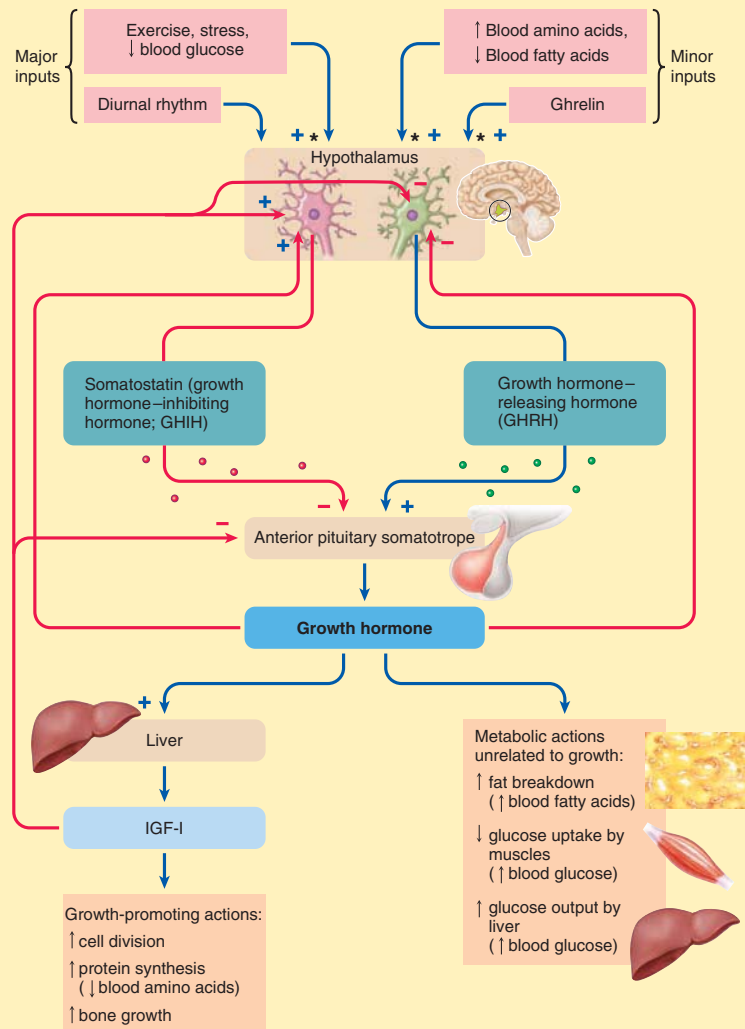 Major
inputs
Exercise, stress,
↓ blood glucose
Diurnal rhythm
↑ Blood amino acids,
↓ Blood fatty acids
Ghrelin
Minor
inputs
+ * * + * +
Hypothalamus
+
–
+
–
Somatostatin (growth
hormone–inhibiting
hormone; GHIH)
Growth hormone–
releasing hormone
(GHRH)
–
–
+
Anterior pituitary somatotrope
Growth hormone
+
Liver
IGF-I
Growth-promoting actions:
↑ cell division
↑ protein synthesis
(↓ blood amino acids)
↑ bone growth
Metabolic actions
unrelated to growth:
↑ fat breakdown
(↑ blood fatty acids)
↓ glucose uptake by
muscles
(↑ blood glucose)
↑ glucose output by
liver
(↑ blood glucose)